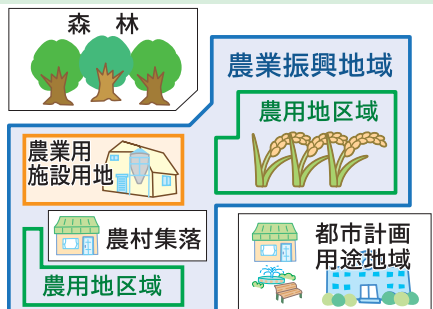 森林
農業振興地域
農用地区域
農業用
施設用地
農村集落
農用地区域
都市計画
用途地域